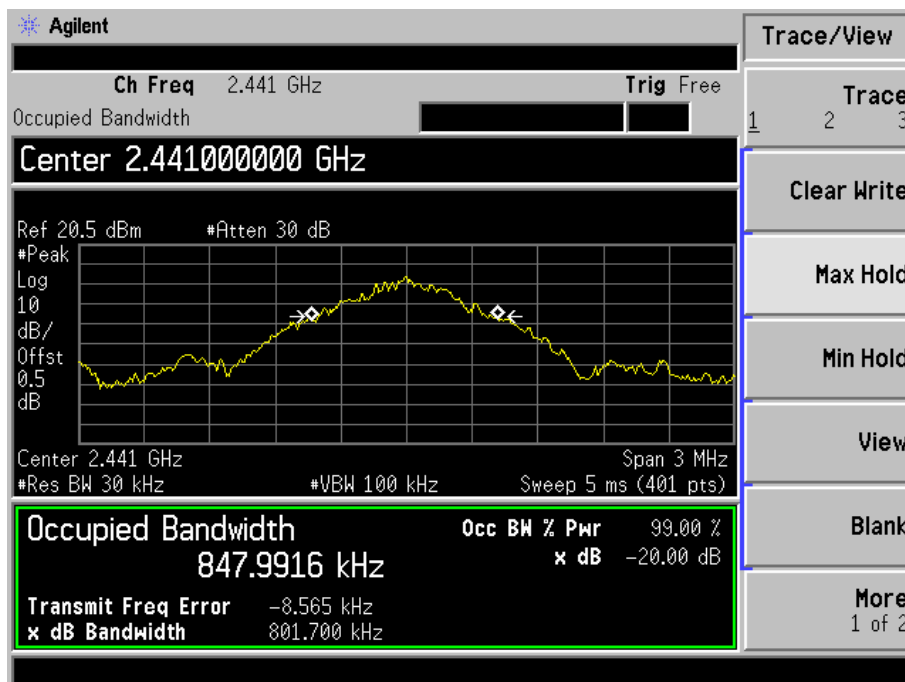 Agilent
Trace/View
Ch Freq 2.441 GHz Trig Free
Occupied Bandwidth
Trace
1 2 3
Center 2.441000000 GHz
Clear Write
Ref 20.5 dBm #Atten 30 dB
#Peak
Log
10
dB/
Offst
0.5
dB
Max Hold
Min Hold
View
Center 2.441 GHz Span 3 MHz
#Res BW 30 kHz #VBW 100 kHz Sweep 5 ms (401 pts)
Occupied Bandwidth Occ BW % Pwr 99.00 %
847.9916 kHz x dB -20.00 dB
Blank
Transmit Freq Error -8.565 kHz
x dB Bandwidth 801.700 kHz
More
1 of 2